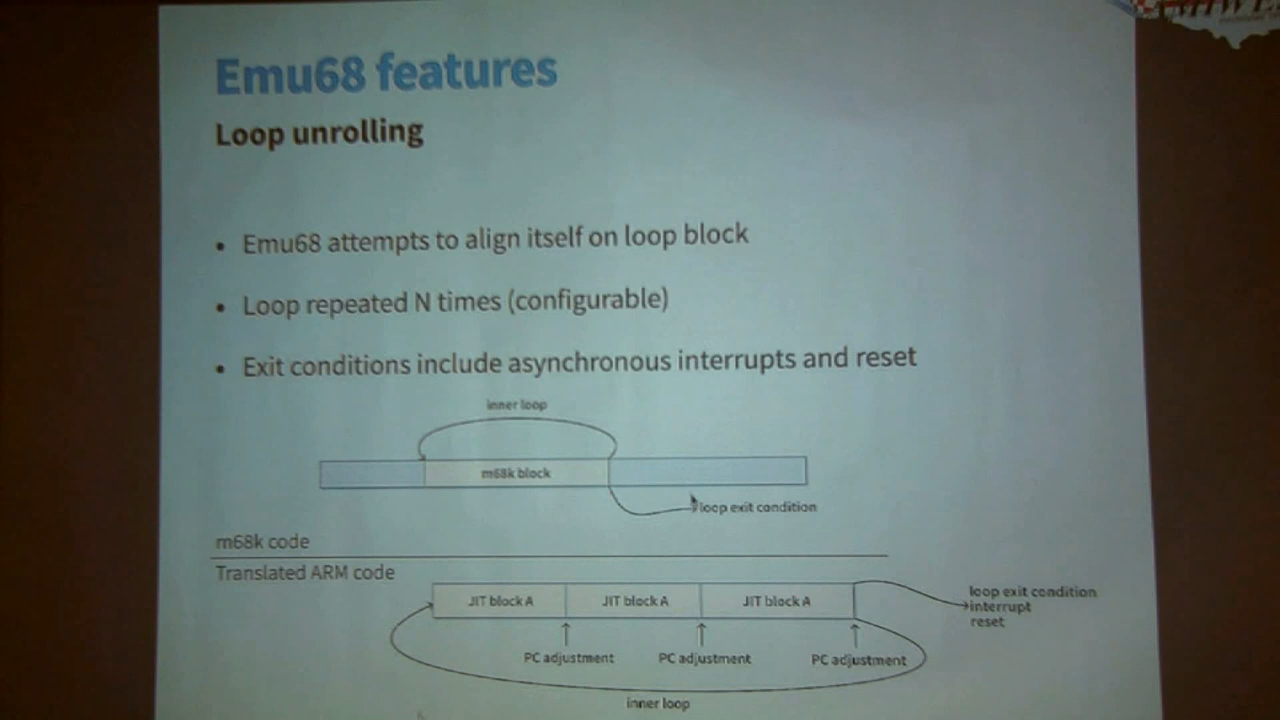 Emu68 features
Loop unrolling
• Emu68 attempts to align itself on loop block
• Loop repeated N times (configurable)
• Exit conditions include asynchronous interrupts and reset
inner loop
m68k block
loop exit condition
m68k code
Translated ARM code
JIT block A JIT block A JIT block A
loop exit condition
interrupt
reset
PC adjustment PC adjustment PC adjustment
inner loop